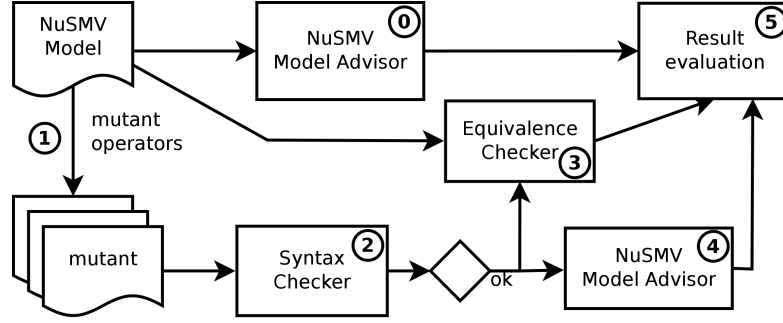 NuSMV
Model
0
NuSMV
Model Advisor
5
Result
evaluation
1
mutant
operators
Equivalence
Checker
3
mutant
2
Syntax
Checker
ok
4
NuSMV
Model Advisor